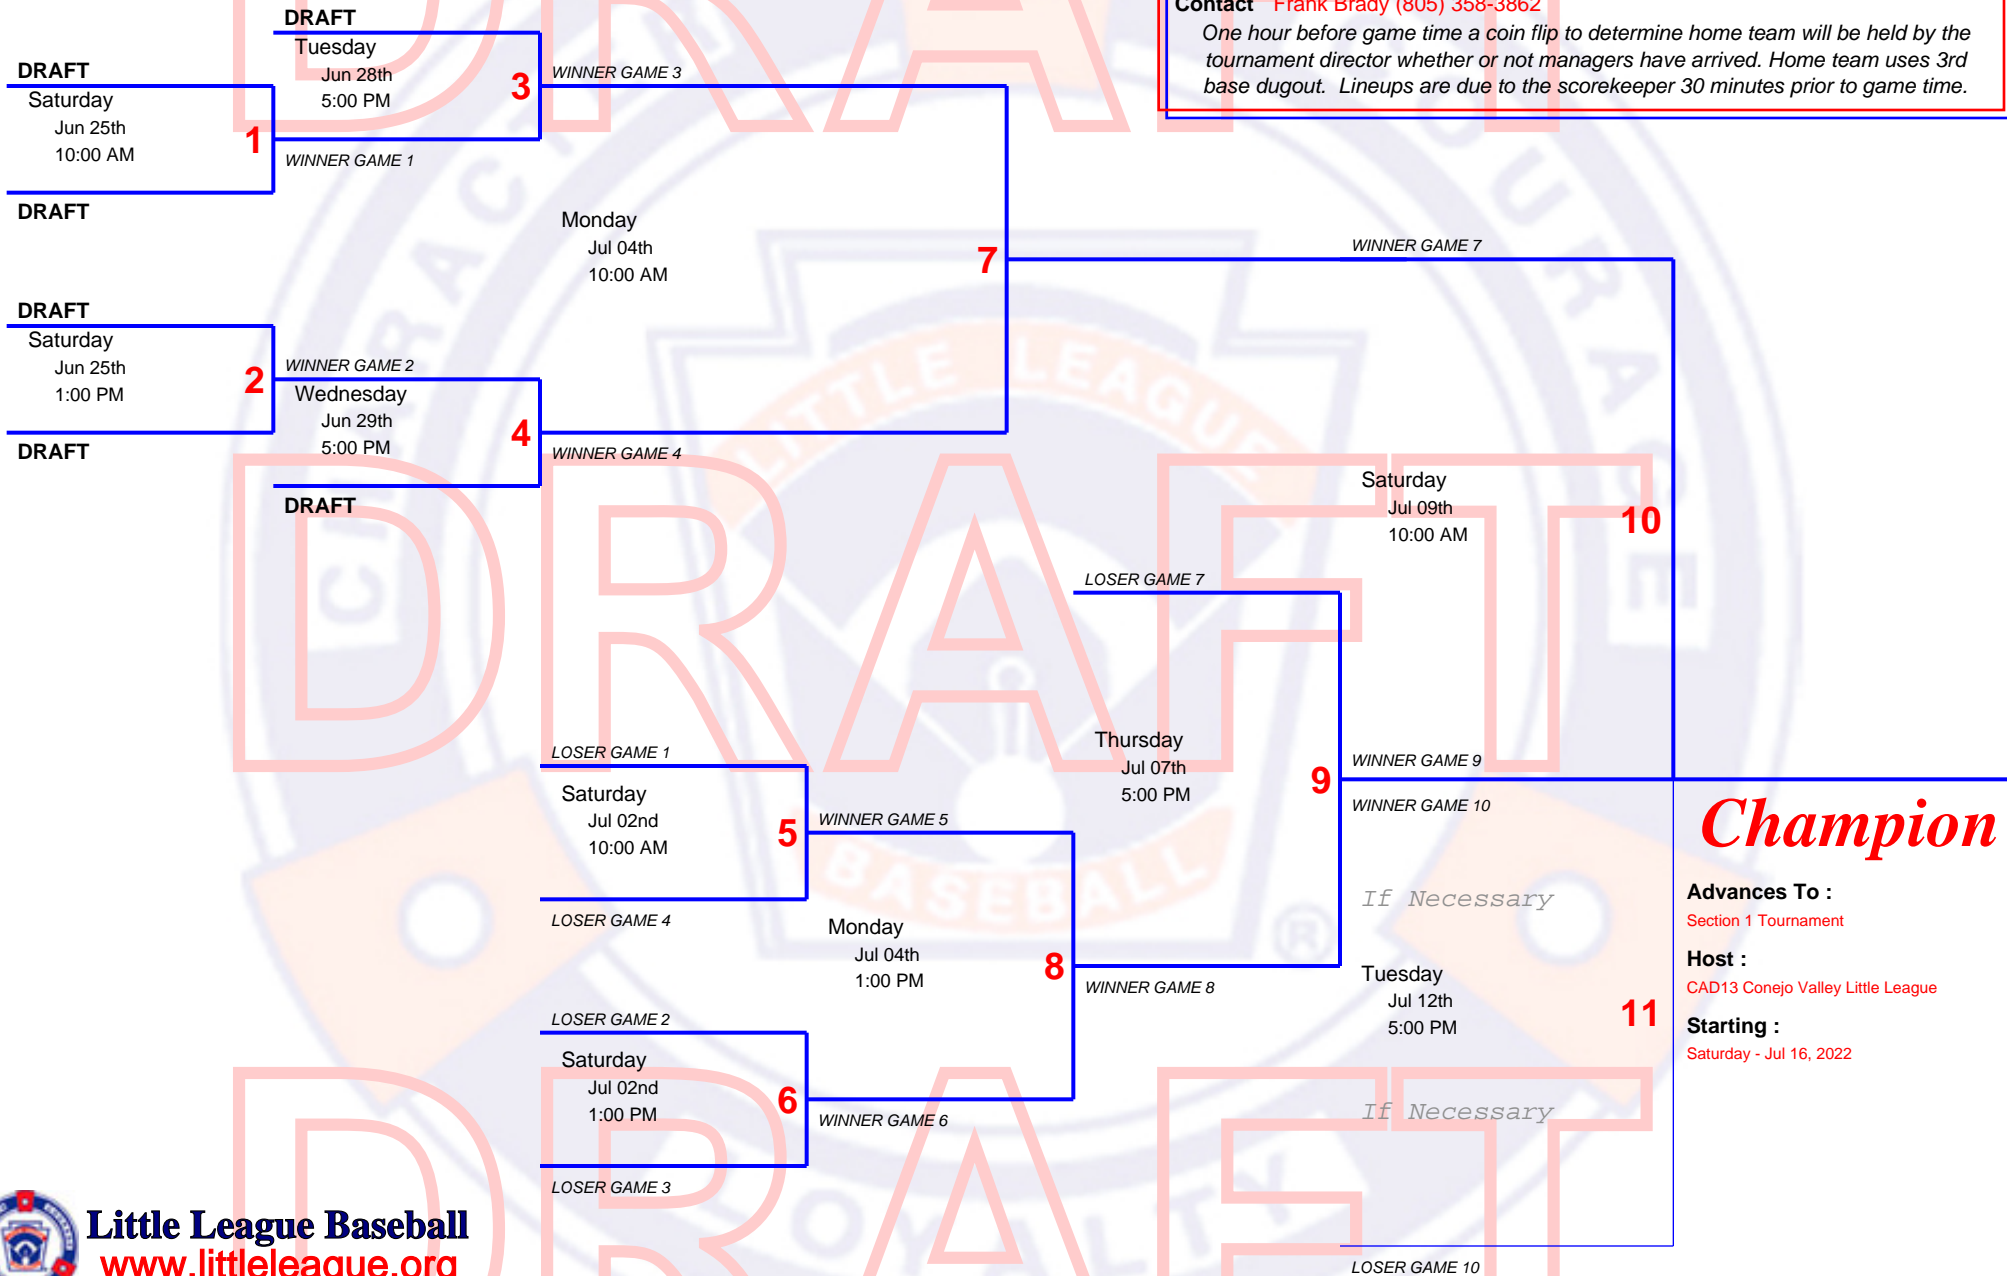 Contact Frank Brady (805) 358-3862
One hour before game time a coin flip to determine home team will be held by the
tournament director whether or not managers have arrived. Home team uses 3rd
base dugout. Lineups are due to the scorekeeper 30 minutes prior to game time.
DRAFT
Tuesday
Jun 28th
5:00 PM
3
WINNER GAME 3
DRAFT
Saturday
Jun 25th
10:00 AM
1
WINNER GAME 1
DRAFT
Monday
Jul 04th
10:00 AM
7
WINNER GAME 7
DRAFT
Saturday
Jun 25th
1:00 PM
2
WINNER GAME 2
DRAFT
Wednesday
Jun 29th
5:00 PM
4
WINNER GAME 4
DRAFT
Saturday
Jul 09th
10:00 AM
10
LOSER GAME 7
Thursday
Jul 07th
5:00 PM
9
WINNER GAME 9
WINNER GAME 10
LOSER GAME 1
Saturday
Jul 02nd
10:00 AM
5
WINNER GAME 5
LOSER GAME 4
Monday
Jul 04th
1:00 PM
8
WINNER GAME 8
LOSER GAME 2
Saturday
Jul 02nd
1:00 PM
6
WINNER GAME 6
LOSER GAME 3
If Necessary
Tuesday
Jul 12th
5:00 PM
11
If Necessary
LOSER GAME 10
Champion
Advances To :
Section 1 Tournament
Host :
CAD13 Conejo Valley Little League
Starting :
Saturday - Jul 16, 2022
Little League Baseball
www.littleleague.org
DRAFT
DRAFT
DRAFT
CHARACTER
COURAGE
LOYALTY
LITTLE LEAGUE
BASEBALL
®